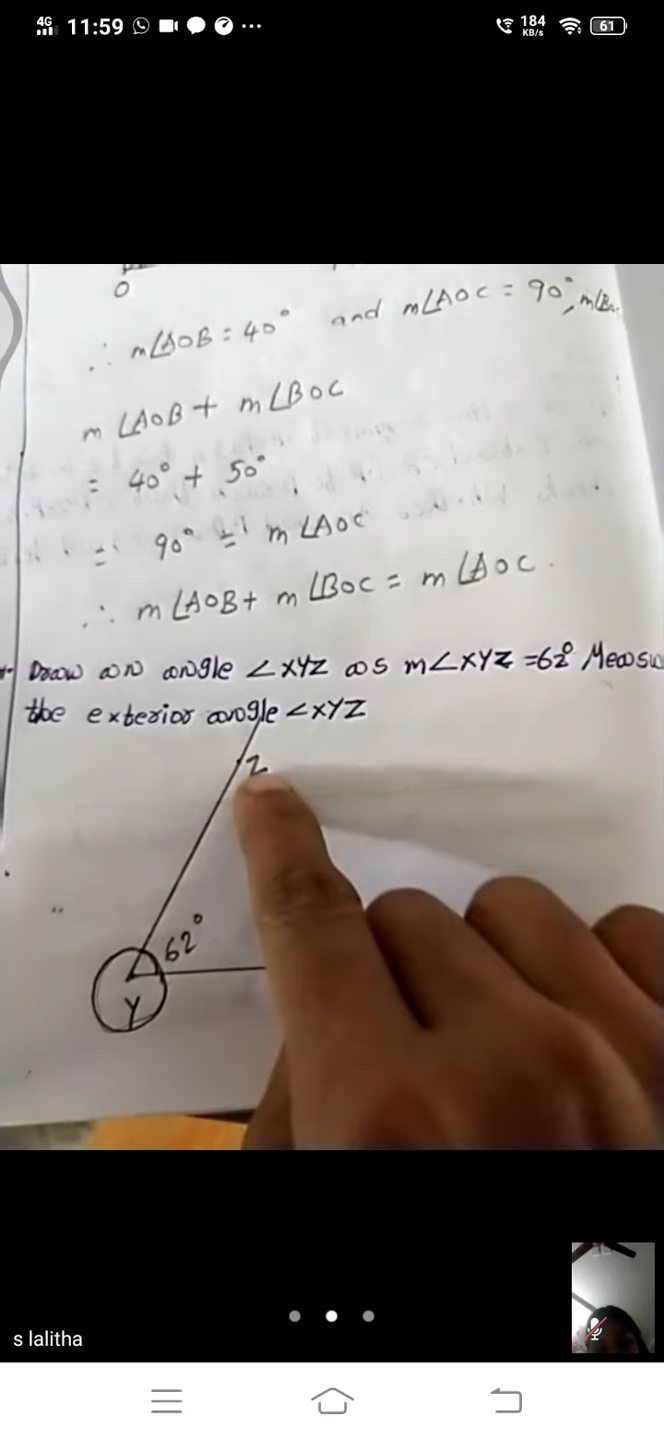 4G 11:59 ... 184 KB/s 61
O
∴ m∠AOB = 40° and m∠AOC = 90°, m∠B
m ∠AOB + m∠BOC
= 40° + 50°
= 90° = m ∠AOC
∴ m∠AOB + m ∠BOC = m ∠AOC.
Draw an angle ∠XYZ as m∠XYZ = 62° Measu
the exterior angle ∠XYZ
Z
62°
Y
s lalitha